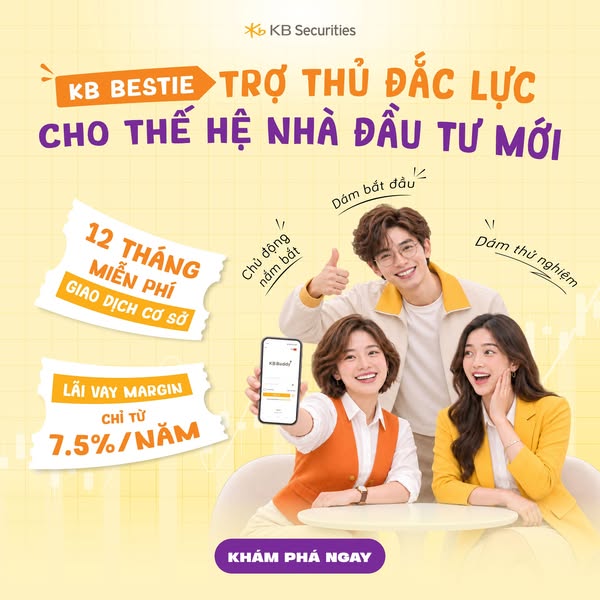 KB Securities
KB BESTIE TRỢ THỦ ĐẮC LỰC
CHO THẾ HỆ NHÀ ĐẦU TƯ MỚI
Dám bắt đầu
Chủ động
nắm bắt
Dám thử nghiệm
12 THÁNG
MIỄN PHÍ
GIAO DỊCH CƠ SỞ
LÃI VAY MARGIN
CHỈ TỪ
7.5%/NĂM
KB Buddy
KHÁM PHÁ NGAY